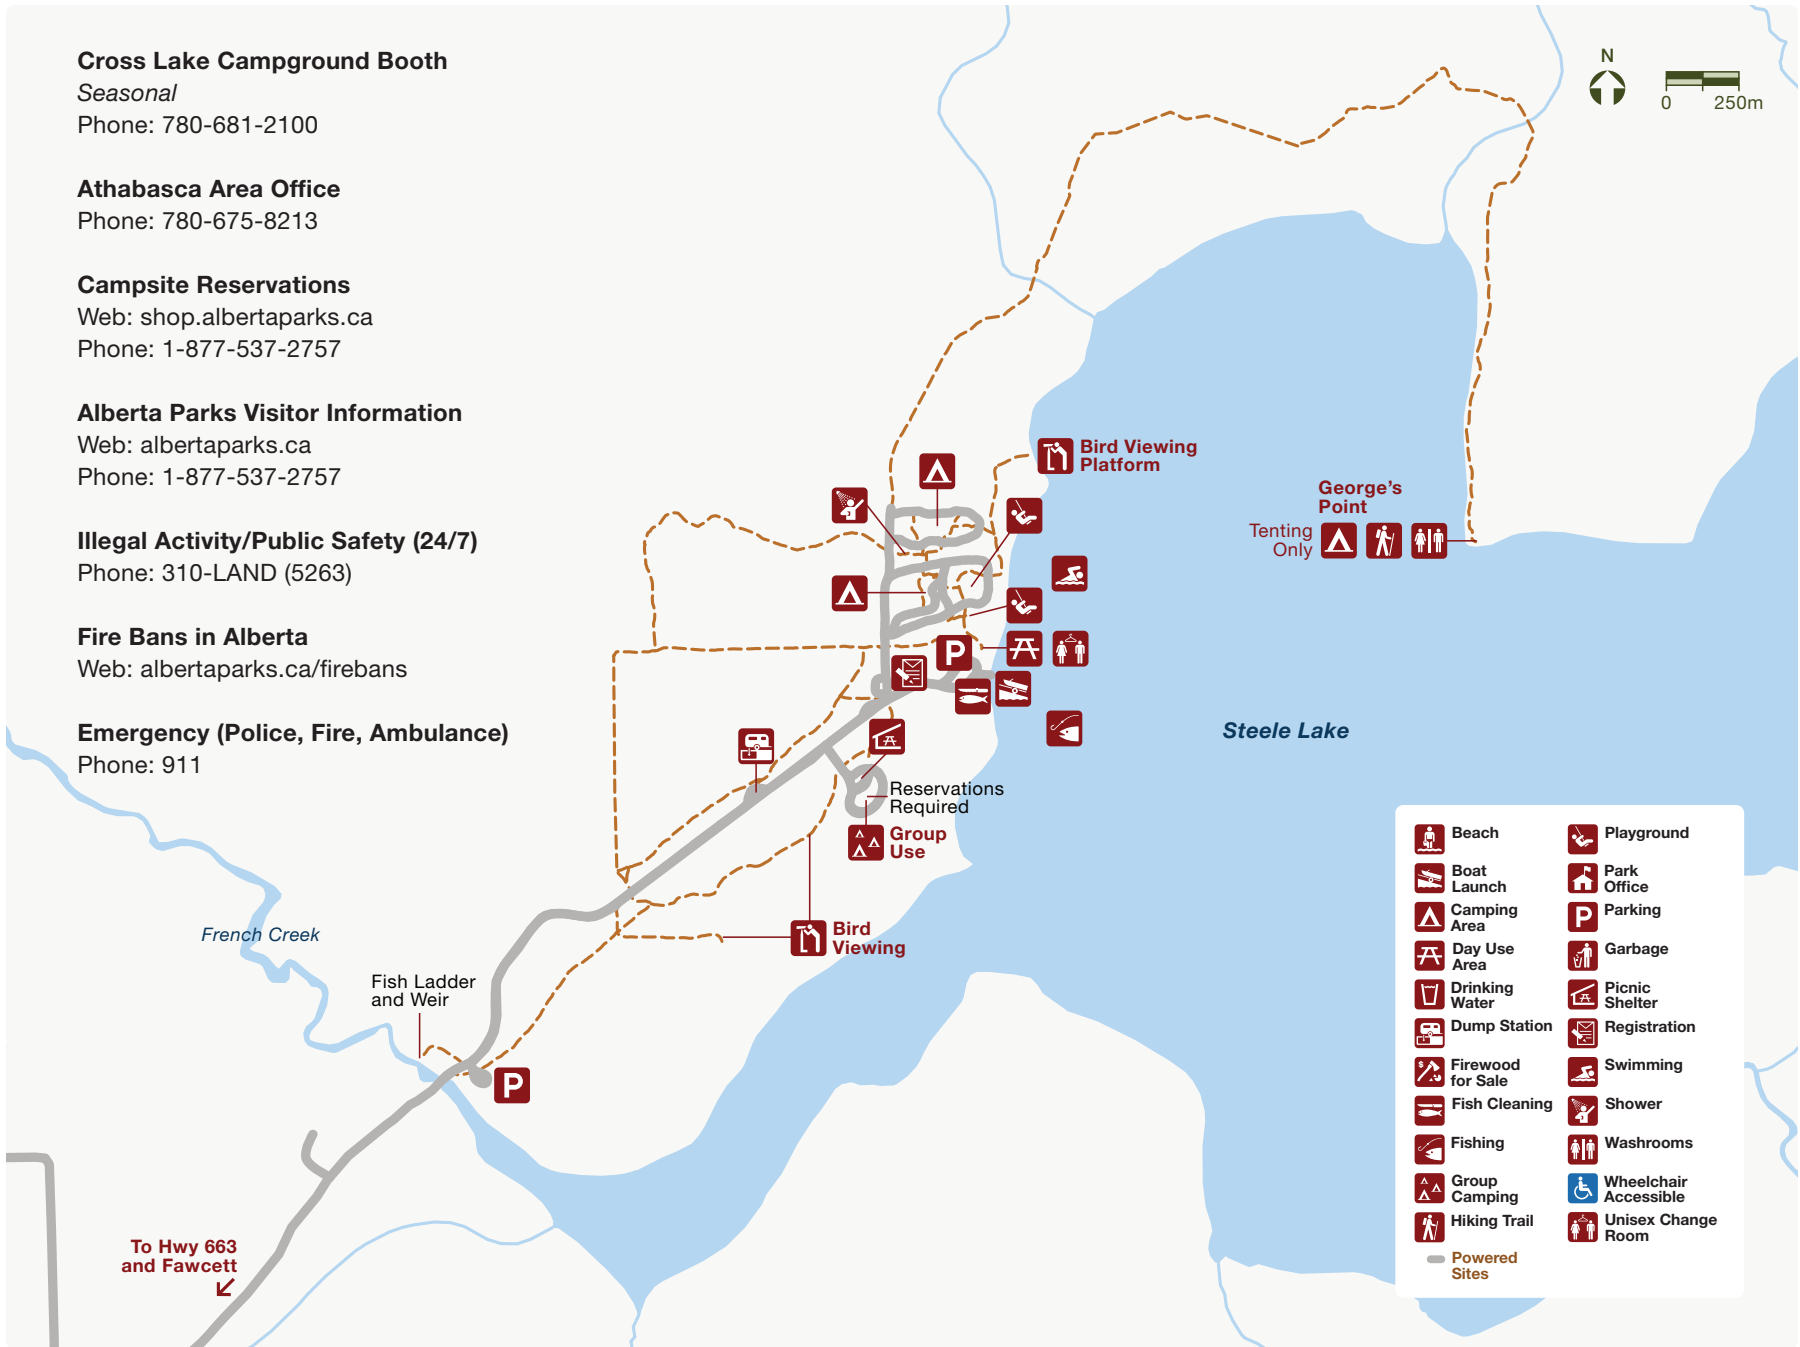 Cross Lake Campground Booth
Seasonal
Phone: 780-681-2100
Athabasca Area Office
Phone: 780-675-8213
Campsite Reservations
Web: shop.albertaparks.ca
Phone: 1-877-537-2757
Alberta Parks Visitor Information
Web: albertaparks.ca
Phone: 1-877-537-2757
Illegal Activity/Public Safety (24/7)
Phone: 310-LAND (5263)
Fire Bans in Alberta
Web: albertaparks.ca/firebans
Emergency (Police, Fire, Ambulance)
Phone: 911
N
0 250m
Bird Viewing
Platform
George's
Point
Tenting
Only
P
Steele Lake
Reservations
Required
Group
Use
Bird
Viewing
French Creek
Fish Ladder
and Weir
P
To Hwy 663
and Fawcett
Beach
Boat
Launch
Camping
Area
Day Use
Area
Drinking
Water
Dump Station
$
Firewood
for Sale
Fish Cleaning
Fishing
Group
Camping
Hiking Trail
Powered
Sites
Playground
Park
Office
P
Parking
Garbage
Picnic
Shelter
Registration
Swimming
Shower
Washrooms
Wheelchair
Accessible
Unisex Change
Room